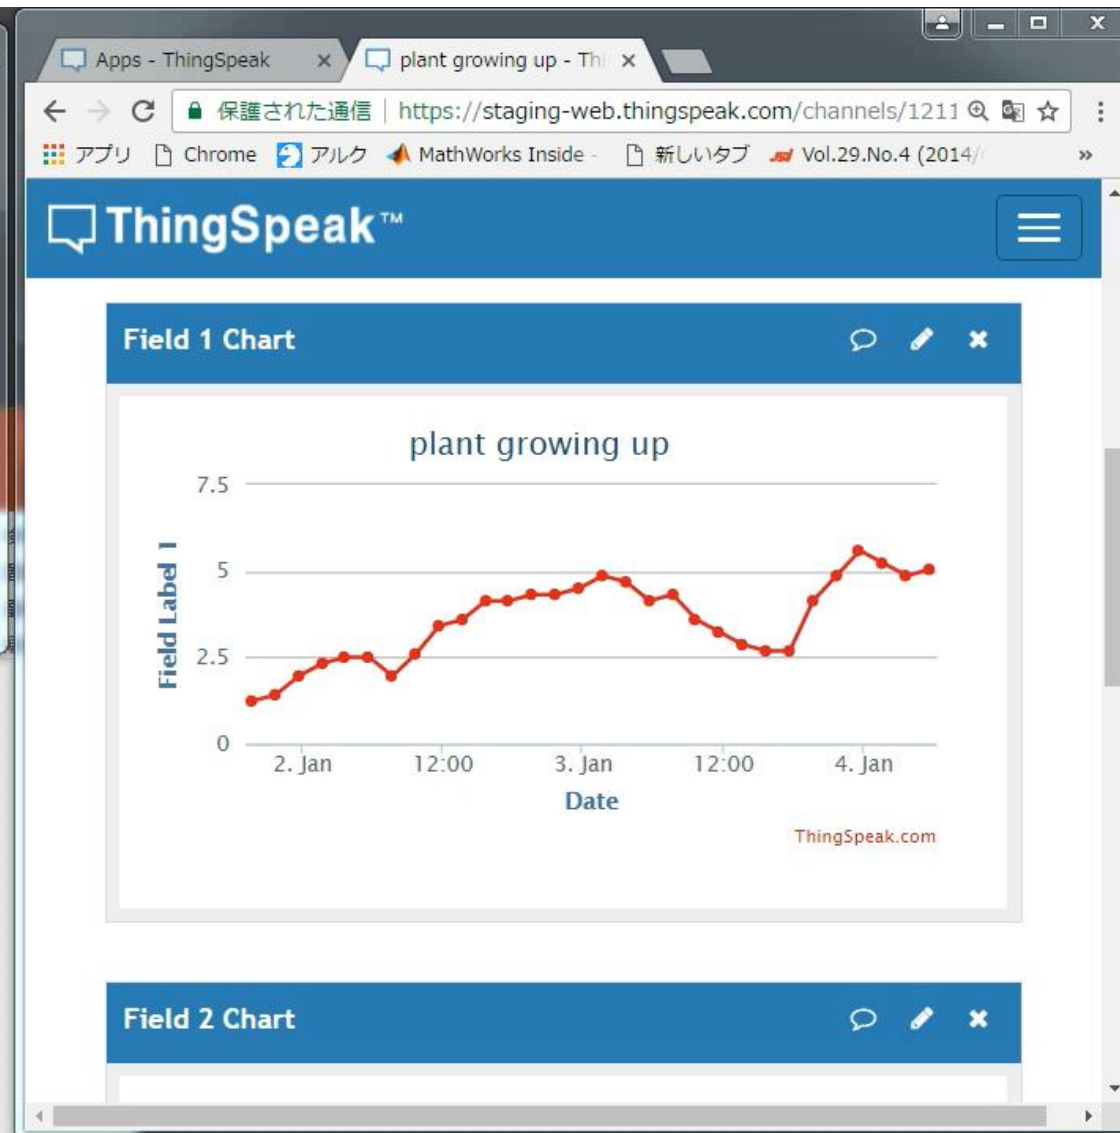 Apps - ThingSpeak
plant growing up - Thi
保護された通信 | https://staging-web.thingspeak.com/channels/1211
アプリ Chrome アルク MathWorks Inside - 新しいタブ Vol.29.No.4 (2014/
ThingSpeak™
Field 1 Chart
plant growing up
7.5
5
2.5
0
Field Label 1
2. Jan 12:00 3. Jan 12:00 4. Jan
Date
ThingSpeak.com
Field 2 Chart